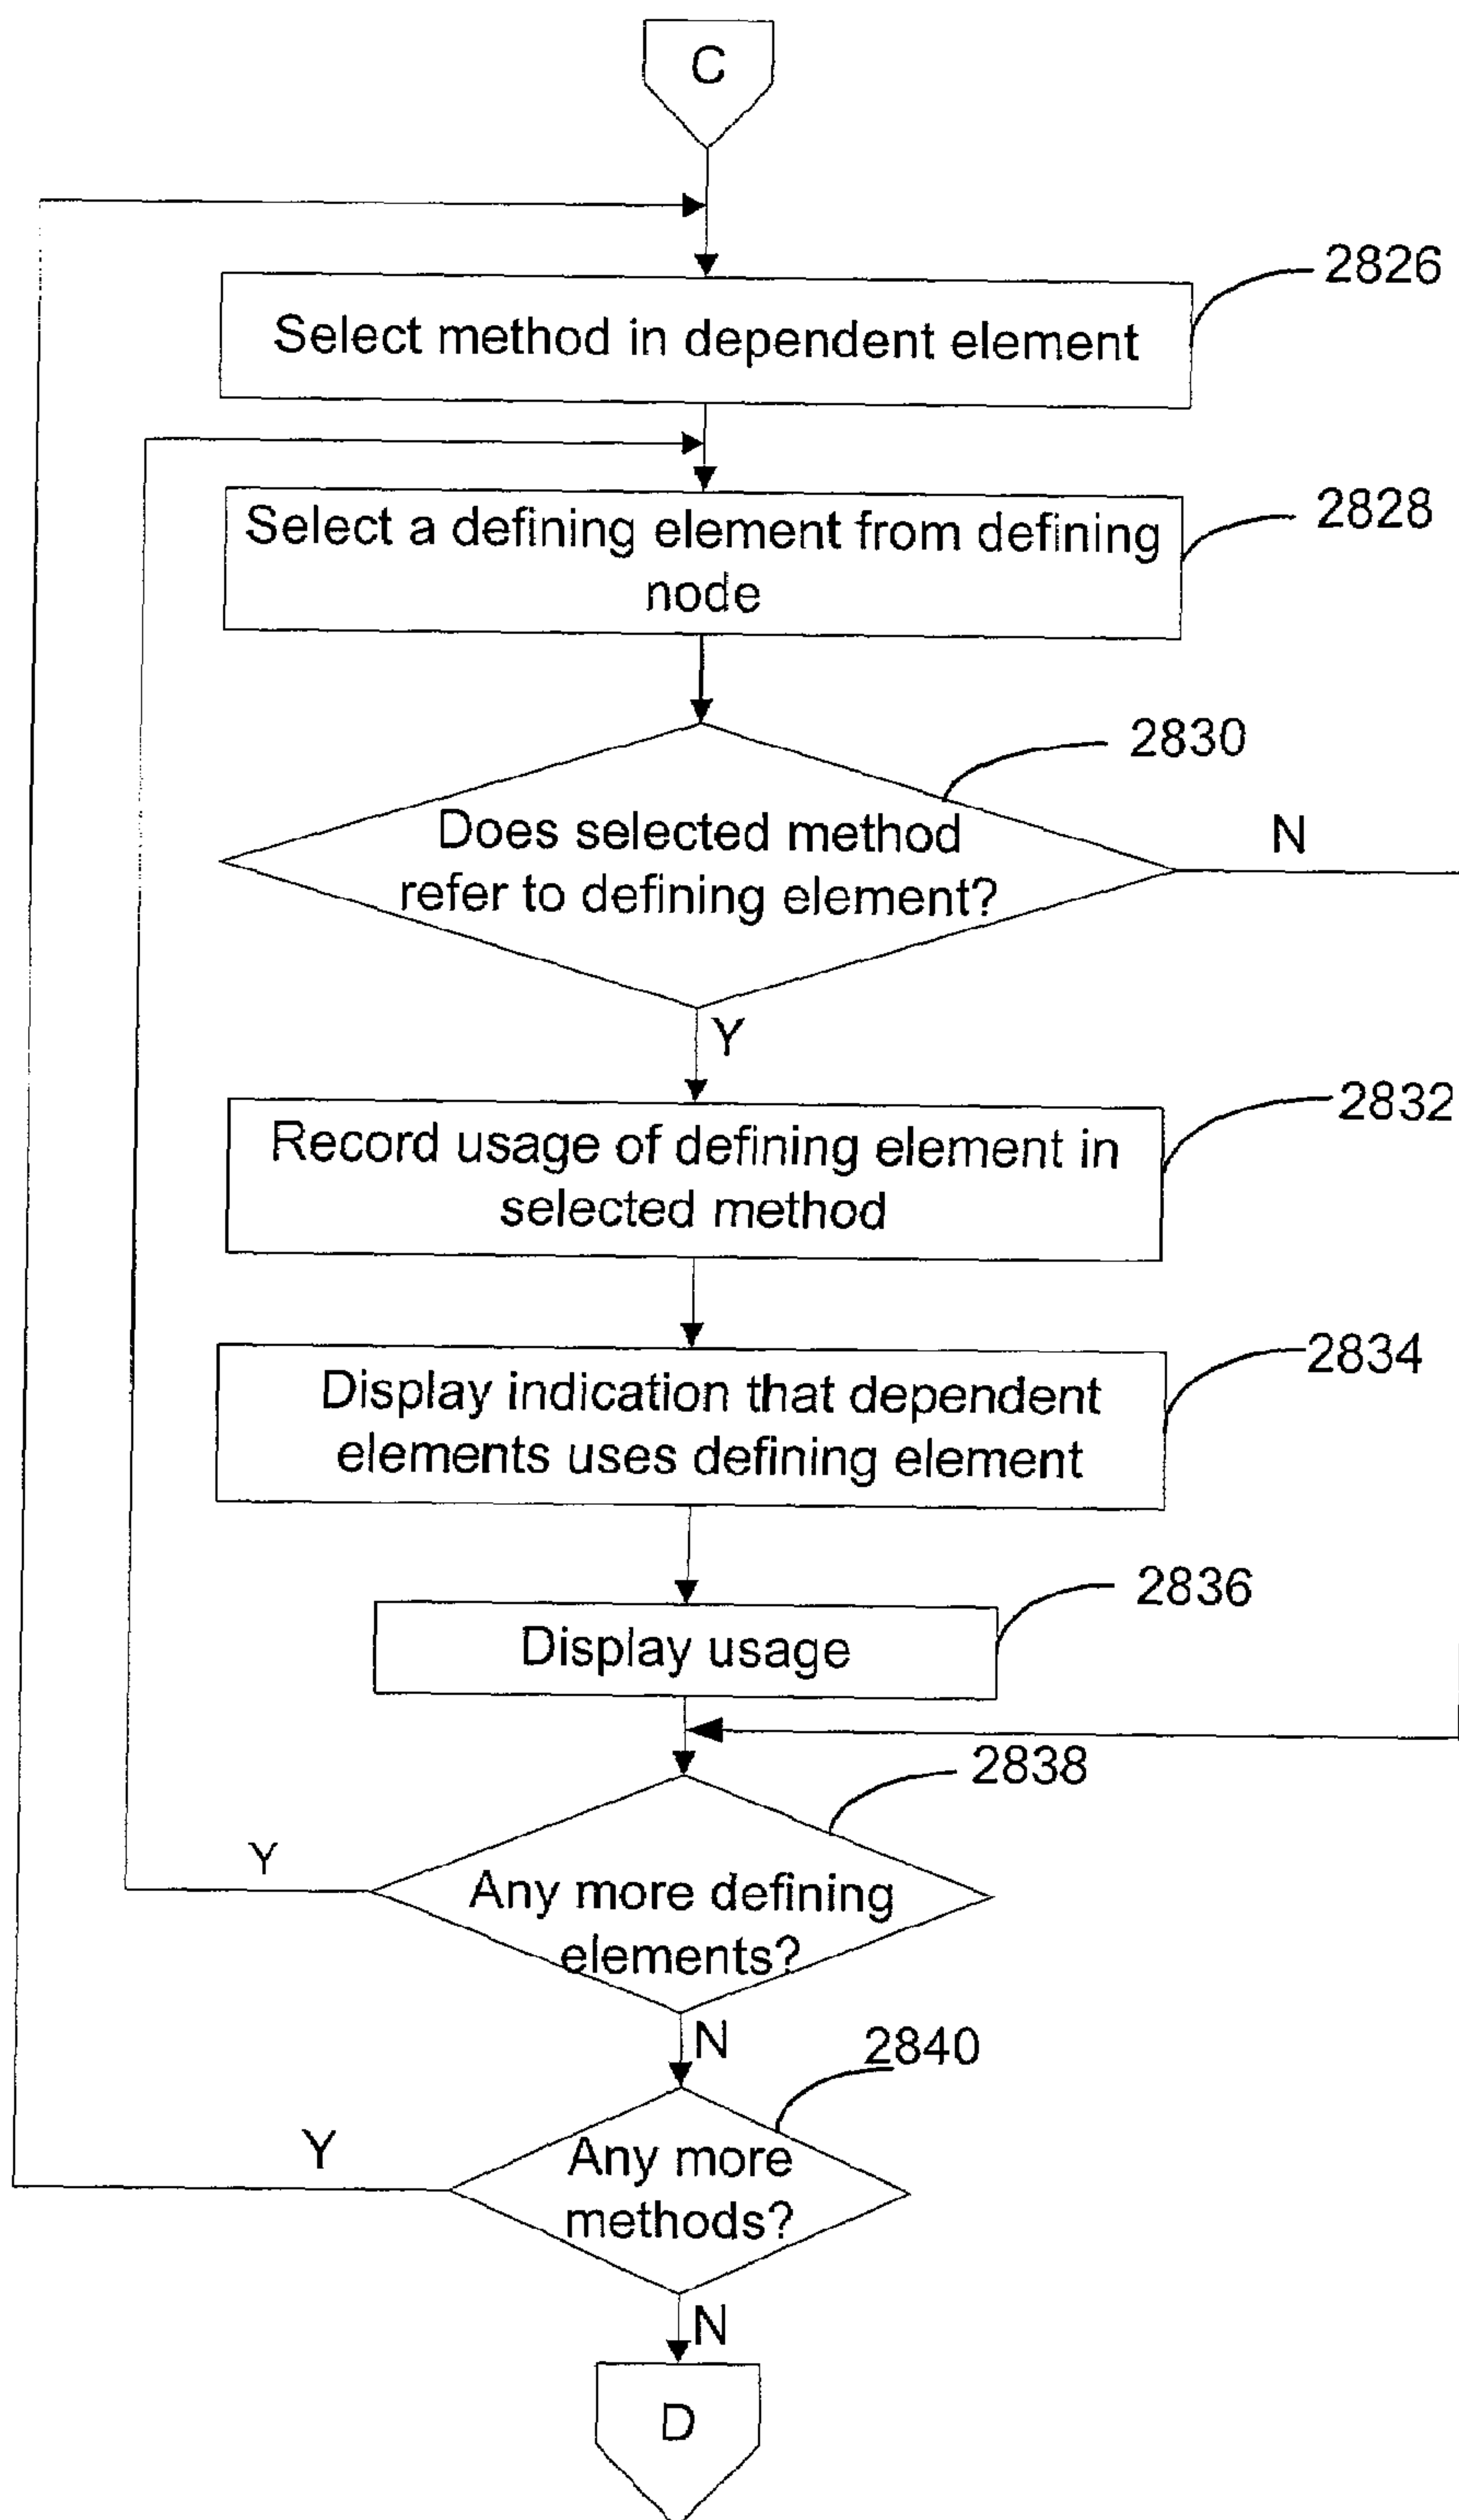 C
2826
Select method in dependent element
2828
Select a defining element from defining
node
2830
Does selected method
refer to defining element?
N
Y
2832
Record usage of defining element in
selected method
2834
Display indication that dependent
elements uses defining element
2836
Display usage
2838
Y
Any more defining
elements?
N
2840
Y
Any more
methods?
N
D